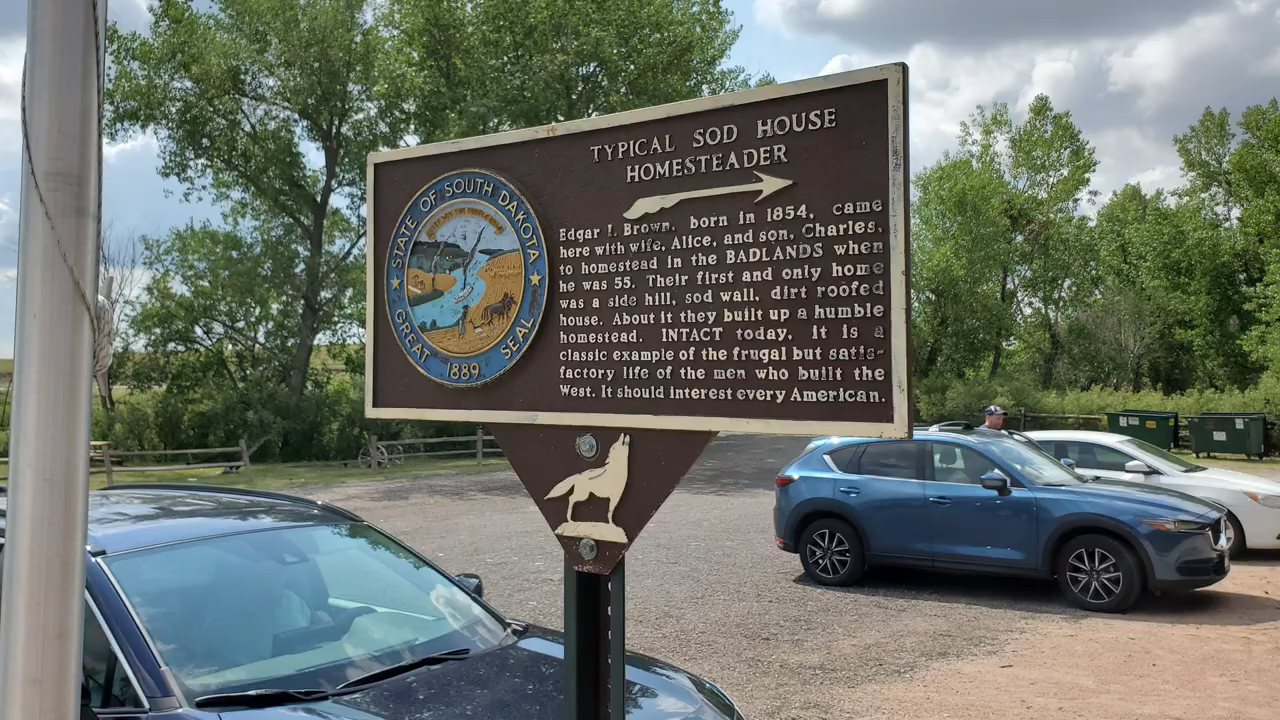 TYPICAL SOD HOUSE
HOMESTEADER
STATE OF SOUTH DAKOTA
GREAT SEAL
1889
Edgar I. Brown, born in 1854, came
here with wife, Alice, and son, Charles,
to homestead in the BADLANDS when
he was 55. Their first and only home
was a side hill, sod wall, dirt roofed
house. About it they built up a humble
homestead. INTACT today, it is a
classic example of the frugal but satis-
factory life of the men who built the
West. It should interest every American.